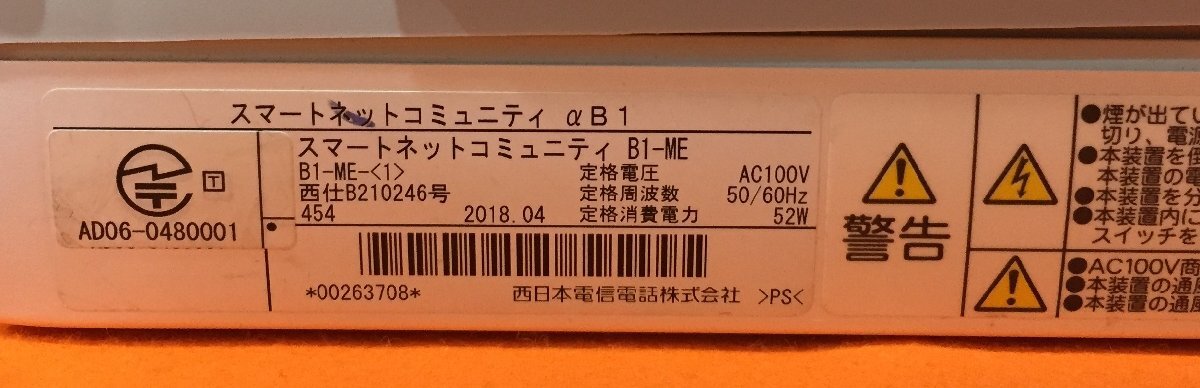 スマートネットコミュニティ αB1
スマートネットコミュニティ B1-ME
B1-ME-<1>
定格電圧 AC100V
西仕B210246号
定格周波数 50/60Hz
454 2018.04
定格消費電力 52W
T
AD06-0480001
*00263708*
西日本電信電話株式会社 >PS<
警告
●煙が出てい
切り、電源
●本装置を
本装置の電
●本装置を分
●本装置内に
スイッチを
●AC100V商
●本装置の通
●本装置の通